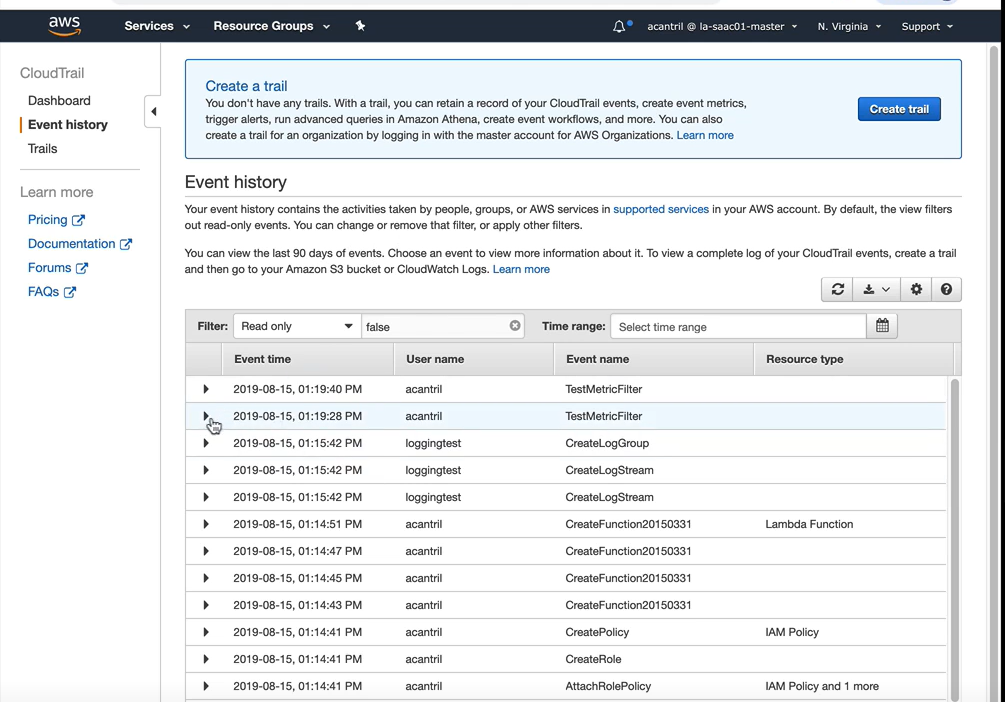 aws Services Resource Groups acantril @ la-saac01-master N. Virginia Support
CloudTrail
Dashboard
Event history
Trails
Learn more
Pricing
Documentation
Forums
FAQs
Create a trail
You don't have any trails. With a trail, you can retain a record of your CloudTrail events, create event metrics,
trigger alerts, run advanced queries in Amazon Athena, create event workflows, and more. You can also
create a trail for an organization by logging in with the master account for AWS Organizations. Learn more
Create trail
Event history
Your event history contains the activities taken by people, groups, or AWS services in supported services in your AWS account. By default, the view filters
out read-only events. You can change or remove that filter, or apply other filters.
You can view the last 90 days of events. Choose an event to view more information about it. To view a complete log of your CloudTrail events, create a trail
and then go to your Amazon S3 bucket or CloudWatch Logs. Learn more
Filter: Read only false Time range: Select time range
Event time User name Event name Resource type
2019-08-15, 01:19:40 PM acantril TestMetricFilter
2019-08-15, 01:19:28 PM acantril TestMetricFilter
2019-08-15, 01:15:42 PM loggingtest CreateLogGroup
2019-08-15, 01:15:42 PM loggingtest CreateLogStream
2019-08-15, 01:15:42 PM loggingtest CreateLogStream
2019-08-15, 01:14:51 PM acantril CreateFunction20150331 Lambda Function
2019-08-15, 01:14:47 PM acantril CreateFunction20150331
2019-08-15, 01:14:45 PM acantril CreateFunction20150331
2019-08-15, 01:14:43 PM acantril CreateFunction20150331
2019-08-15, 01:14:41 PM acantril CreatePolicy IAM Policy
2019-08-15, 01:14:41 PM acantril CreateRole
2019-08-15, 01:14:41 PM acantril AttachRolePolicy IAM Policy and 1 more